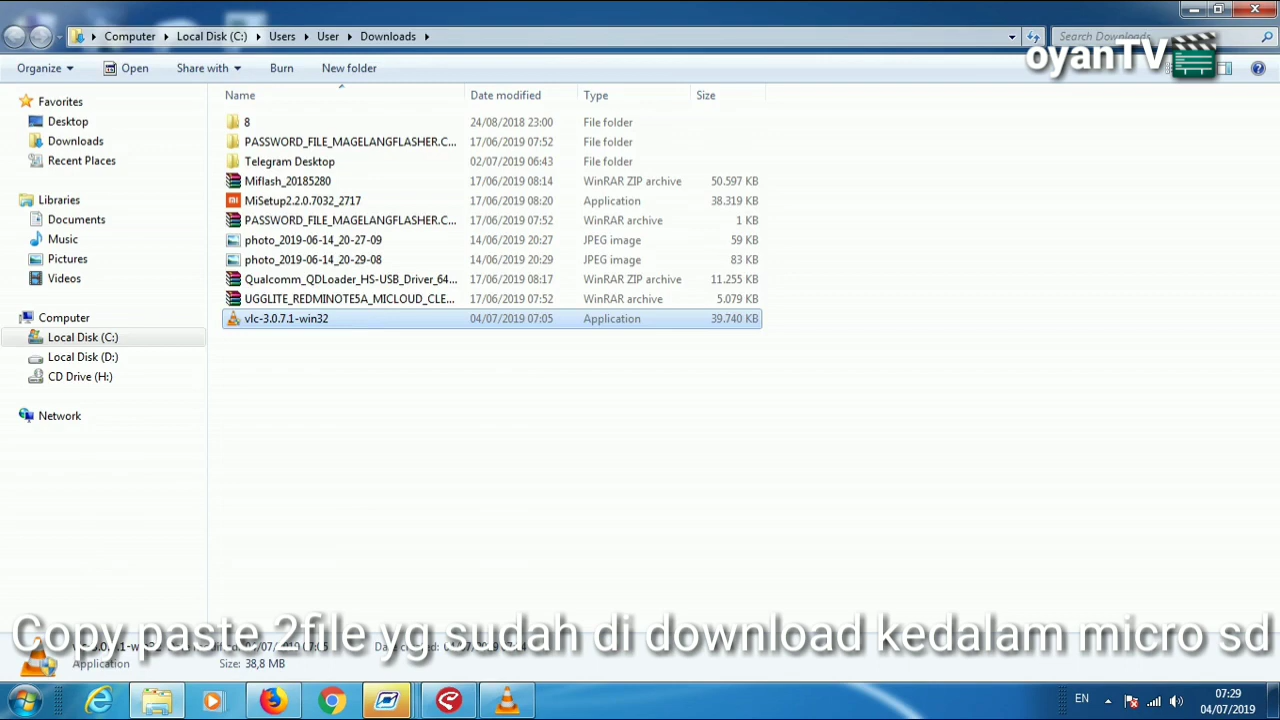 Computer Local Disk (C:) Users User Downloads
Search Downloads
oyanTV
Organize Open Share with Burn New folder
Name Date modified Type Size
Favorites
Desktop
Downloads
Recent Places
Libraries
Documents
Music
Pictures
Videos
Computer
Local Disk (C:)
Local Disk (D:)
CD Drive (H:)
Network
8 24/08/2018 23:00 File folder
PASSWORD_FILE_MAGELANGFLASHER.C... 17/06/2019 07:52 File folder
Telegram Desktop 02/07/2019 06:43 File folder
Miflash_20185280 17/06/2019 08:14 WinRAR ZIP archive 50.597 KB
MiSetup2.2.0.7032_2717 17/06/2019 08:20 Application 38.319 KB
PASSWORD_FILE_MAGELANGFLASHER.C... 17/06/2019 07:52 WinRAR archive 1 KB
photo_2019-06-14_20-27-09 14/06/2019 20:27 JPEG image 59 KB
photo_2019-06-14_20-29-08 14/06/2019 20:29 JPEG image 83 KB
Qualcomm_QDLoader_HS-USB_Driver_64... 17/06/2019 08:17 WinRAR ZIP archive 11.255 KB
UGGLITE_REDMINOTE5A_MICLOUD_CLE... 17/06/2019 07:52 WinRAR archive 5.079 KB
vlc-3.0.7.1-win32 04/07/2019 07:05 Application 39.740 KB
Copy paste 2file yg sudah di download kedalam micro sd
Application Size: 38,8 MB
EN 07:29
04/07/2019